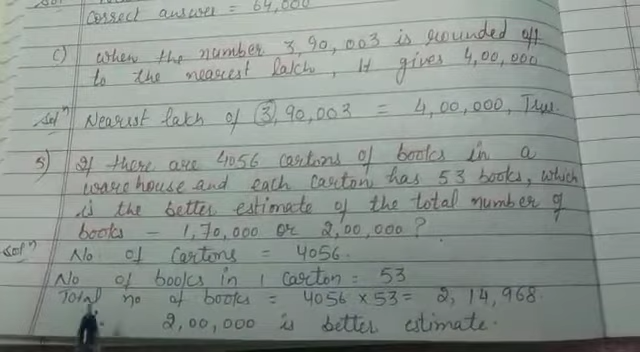 Correct answer = 64,000
c) when the number 3,90,003 is rounded off
to the nearest lakh, It gives 4,00,000
Solⁿ Nearest lakh of 3,90,003 = 4,00,000, True.
5) If there are 4056 cartons of books in a
warehouse and each carton has 53 books, which
is the better estimate of the total number of
books - 1,70,000 or 2,00,000?
Solⁿ No of Cartons = 4056.
No of books in 1 carton = 53
Total no of books = 4056 × 53 = 2,14,968.
2,00,000 is better estimate.